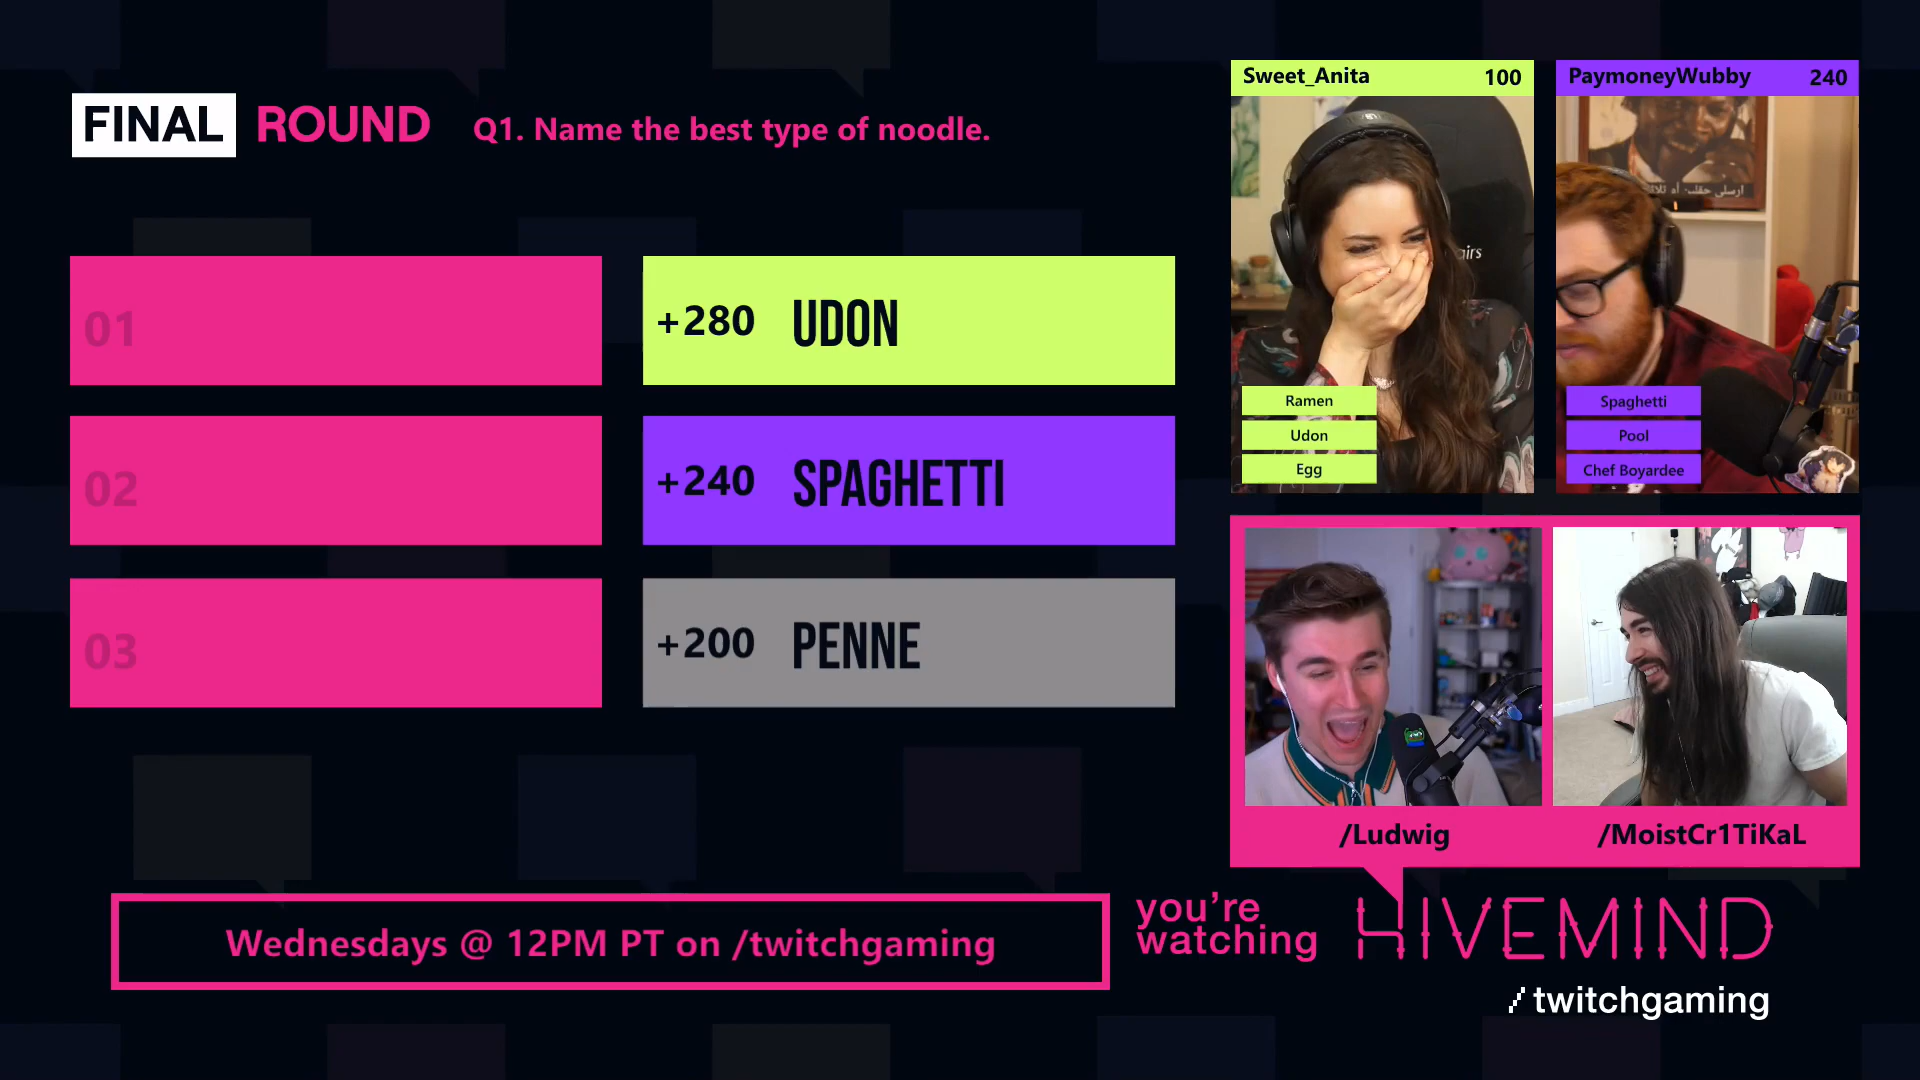 FINAL ROUND Q1. Name the best type of noodle.
01
+280 UDON
02
+240 SPAGHETTI
03
+200 PENNE
Sweet_Anita 100
airs
Ramen
Udon
Egg
PaymoneyWubby 240
Spaghetti
Pool
Chef Boyardee
/Ludwig
/MoistCr1TiKaL
Wednesdays @ 12PM PT on /twitchgaming
you're
watching
HIVEMIND
/twitchgaming